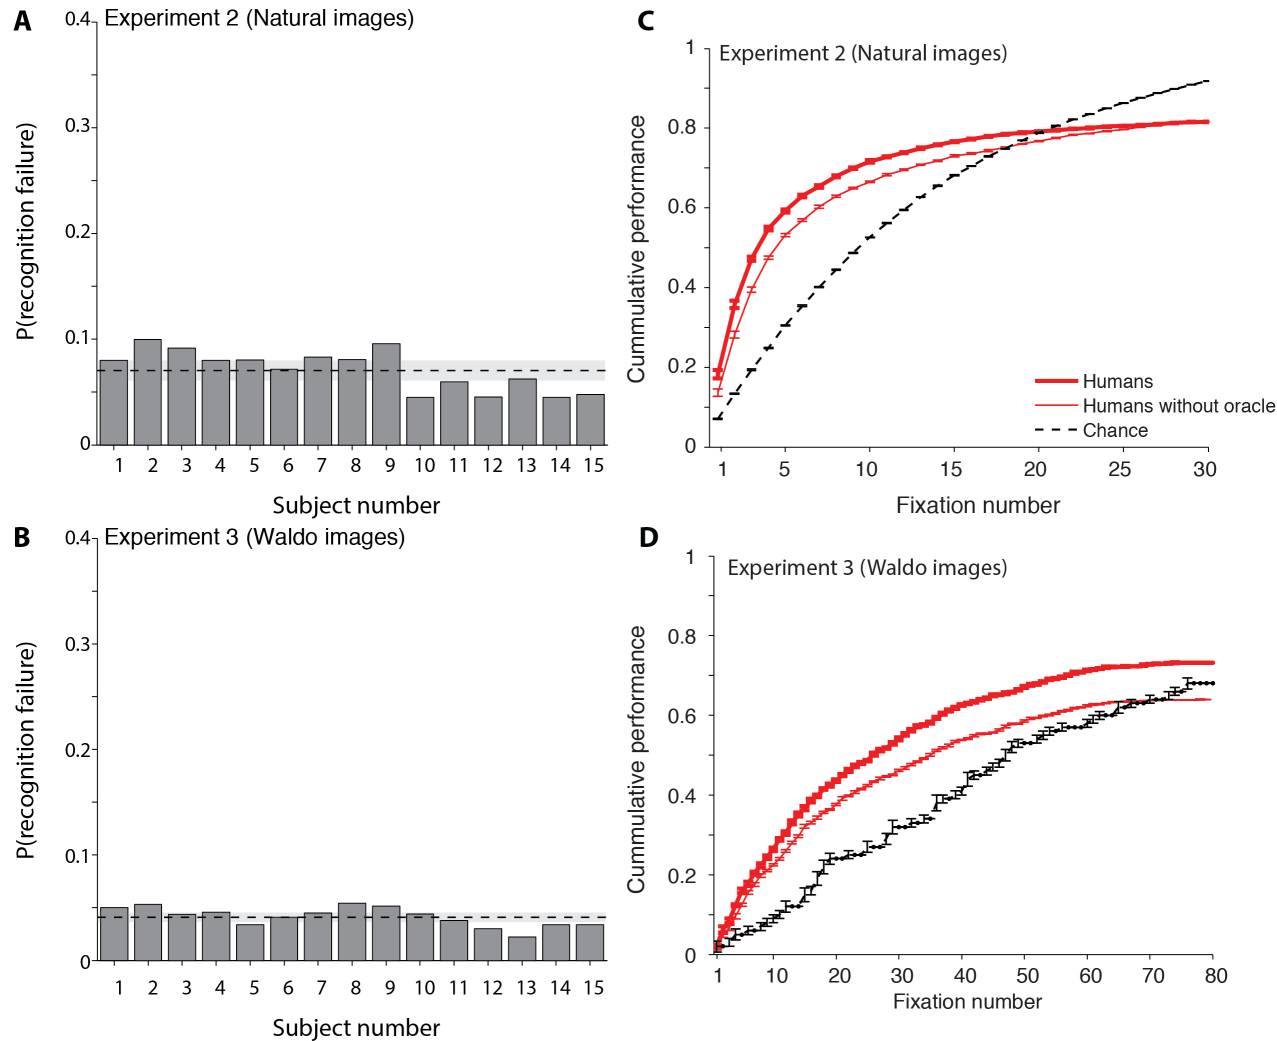 A
Experiment 2 (Natural images)
0.4
0.3
0.2
0.1
0
P(recognition failure)
1 2 3 4 5 6 7 8 9 10 11 12 13 14 15
Subject number
B
Experiment 3 (Waldo images)
0.4
0.3
0.2
0.1
0
P(recognition failure)
1 2 3 4 5 6 7 8 9 10 11 12 13 14 15
Subject number
C
Experiment 2 (Natural images)
1
0.8
0.6
0.4
0.2
0
Cummulative performance
Humans
Humans without oracle
Chance
1 5 10 15 20 25 30
Fixation number
D
Experiment 3 (Waldo images)
1
0.8
0.6
0.4
0.2
0
Cummulative performance
1 10 20 30 40 50 60 70 80
Fixation number